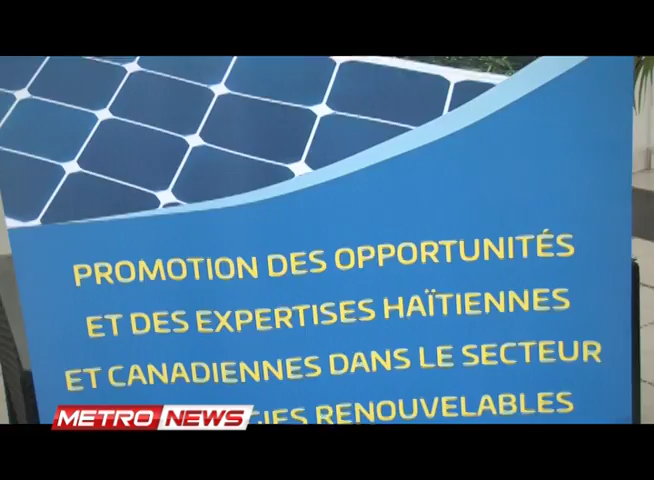 PROMOTION DES OPPORTUNITÉS
ET DES EXPERTISES HAÏTIENNES
ET CANADIENNES DANS LE SECTEUR
RENOUVELABLES
METRO NEWS